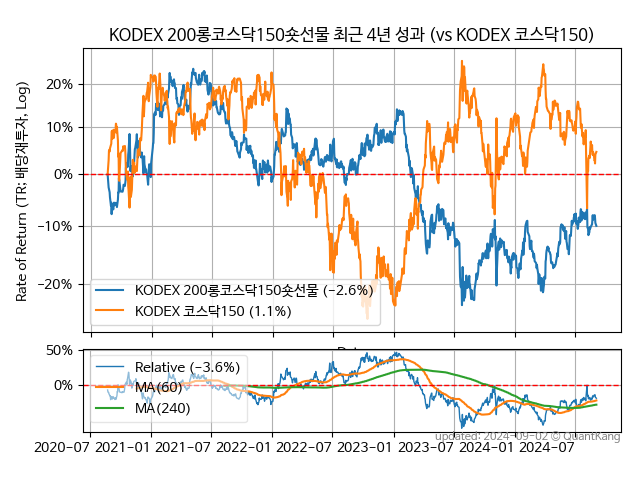 KODEX 200롱코스닥150숏선물 최근 4년 성과 (vs KODEX 코스닥150)
Rate of Return (TR: 배당재투자, Log)
20%
10%
0%
−10%
−20%
KODEX 200롱코스닥150숏선물 (−2.6%)
KODEX 코스닥150 (1.1%)
50%
0%
Relative (−3.6%)
MA(60)
MA(240)
updated: 2024-09-02 © QuantKang
2020-07 2021-01 2021-07 2022-01 2022-07 2023-01 2023-07 2024-01 2024-07